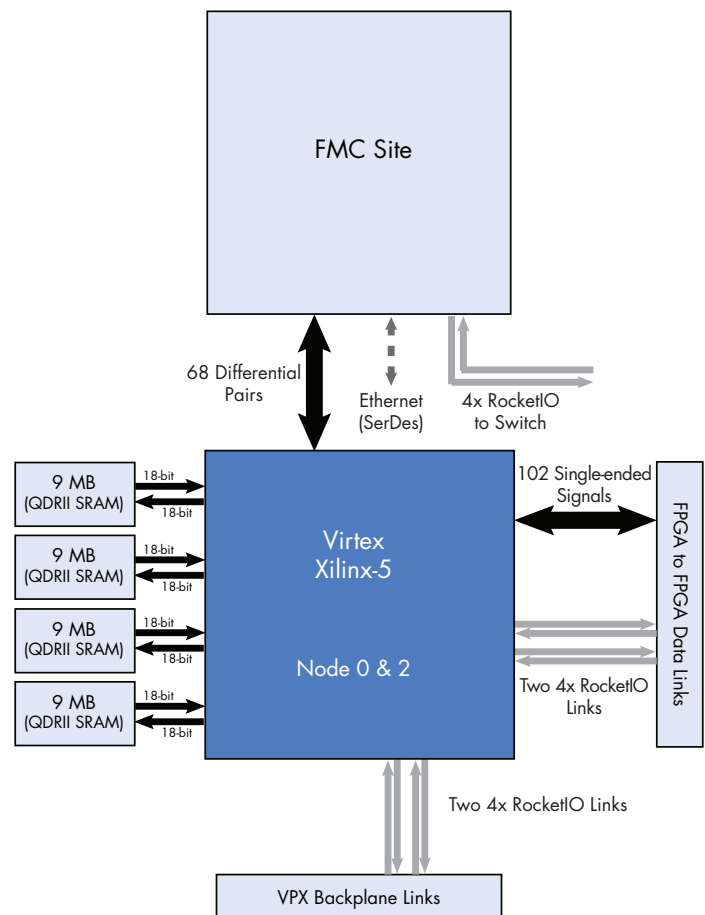 FMC Site
68 Differential
Pairs
Ethernet
(SerDes)
4x RocketIO
to Switch
9 MB
(QDRII SRAM)
18-bit
18-bit
9 MB
(QDRII SRAM)
18-bit
18-bit
9 MB
(QDRII SRAM)
18-bit
18-bit
9 MB
(QDRII SRAM)
18-bit
18-bit
Virtex
Xilinx-5
Node 0 & 2
102 Single-ended
Signals
Two 4x RocketIO
Links
FPGA to FPGA Data Links
Two 4x RocketIO Links
VPX Backplane Links